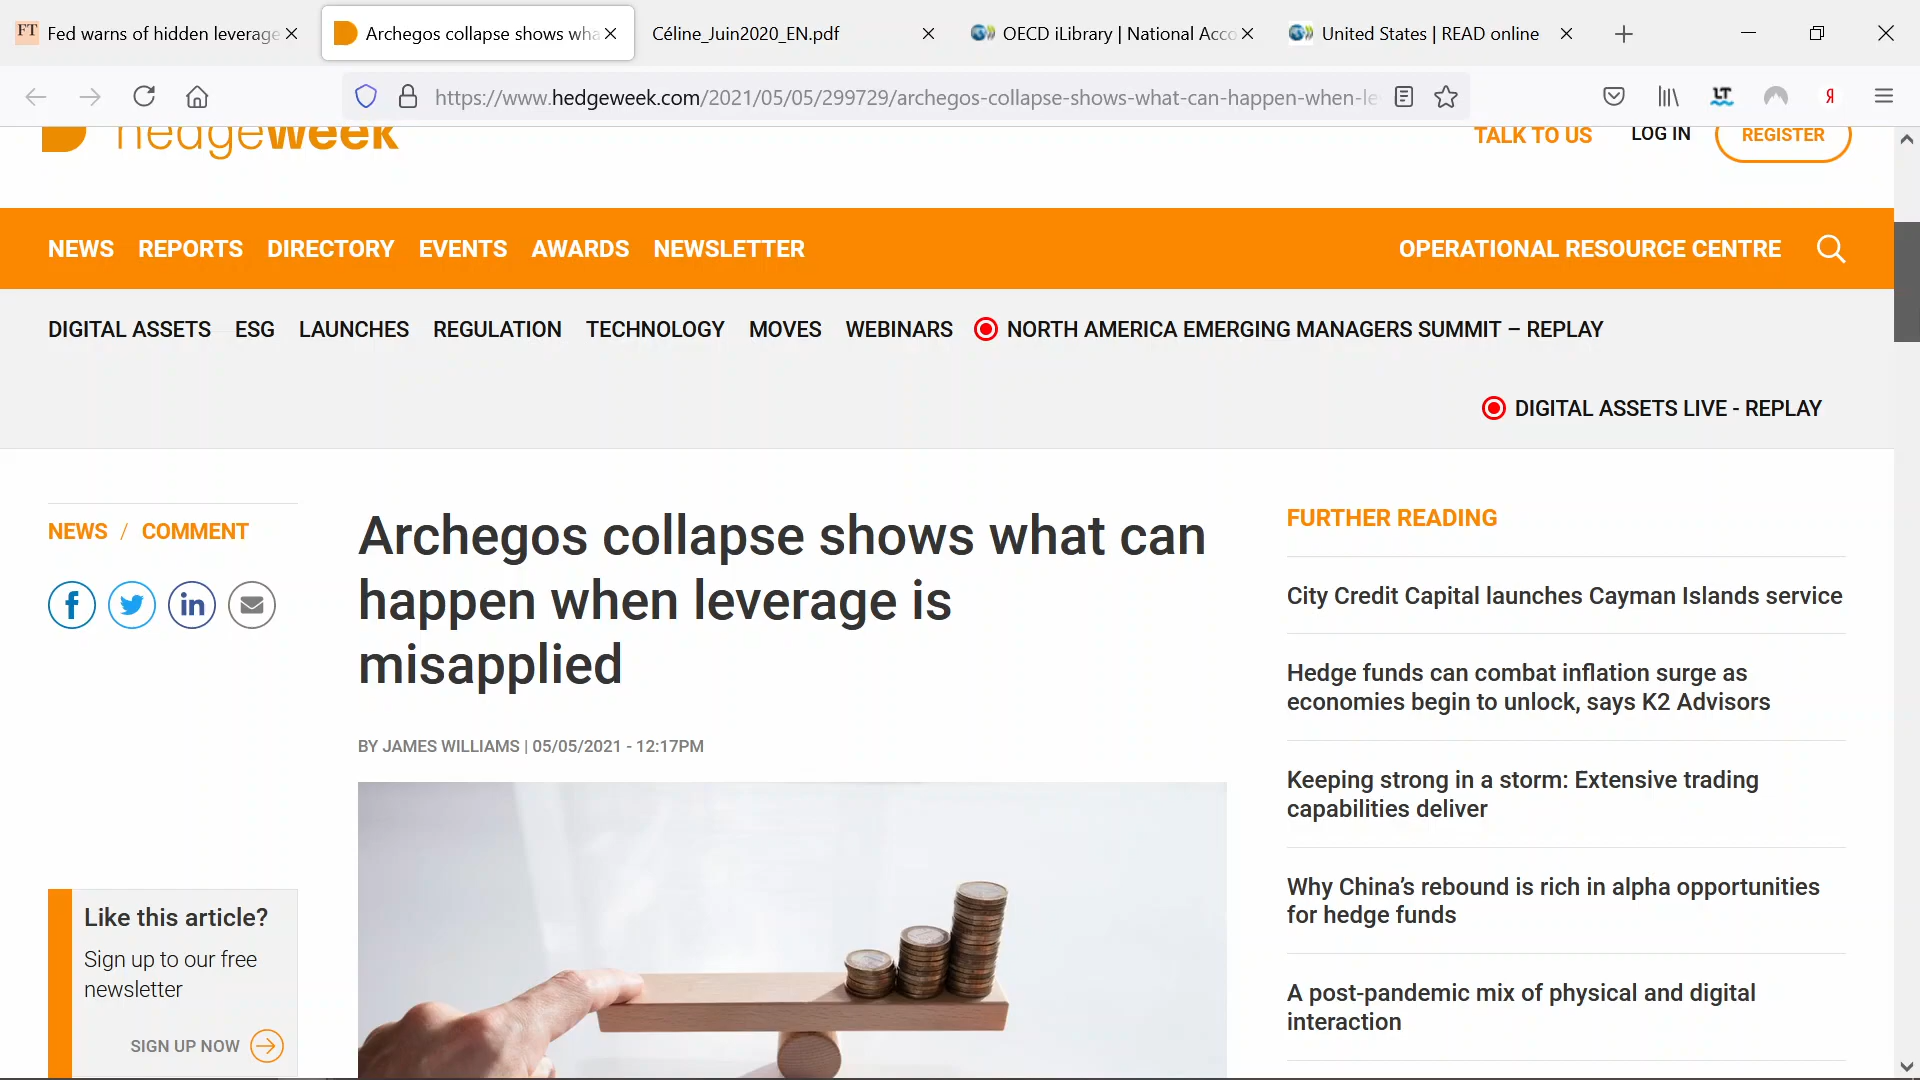 FT Fed warns of hidden leverage
Archegos collapse shows wha
Céline_Juin2020_EN.pdf
OECD iLibrary | National Acco
United States | READ online
https://www.hedgeweek.com/2021/05/05/299729/archegos-collapse-shows-what-can-happen-when-le
LT
Я
hedgeweek
TALK TO US
LOG IN
REGISTER
NEWS REPORTS DIRECTORY EVENTS AWARDS NEWSLETTER
OPERATIONAL RESOURCE CENTRE
DIGITAL ASSETS ESG LAUNCHES REGULATION TECHNOLOGY MOVES WEBINARS NORTH AMERICA EMERGING MANAGERS SUMMIT – REPLAY
DIGITAL ASSETS LIVE - REPLAY
NEWS / COMMENT
Archegos collapse shows what can
happen when leverage is
misapplied
BY JAMES WILLIAMS | 05/05/2021 - 12:17PM
Like this article?
Sign up to our free
newsletter
SIGN UP NOW
FURTHER READING
City Credit Capital launches Cayman Islands service
Hedge funds can combat inflation surge as
economies begin to unlock, says K2 Advisors
Keeping strong in a storm: Extensive trading
capabilities deliver
Why China’s rebound is rich in alpha opportunities
for hedge funds
A post-pandemic mix of physical and digital
interaction